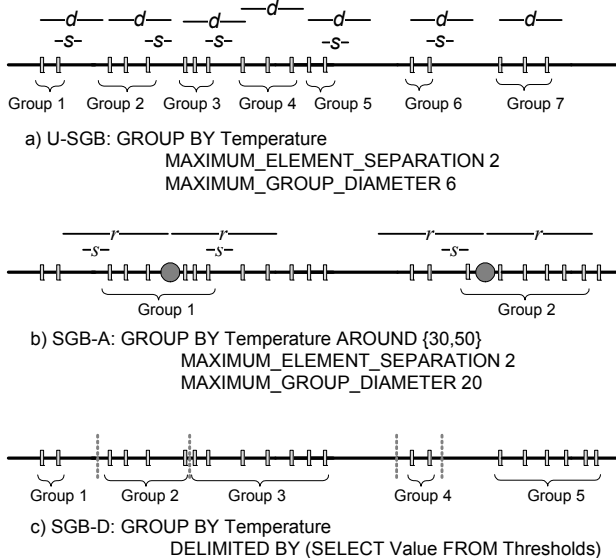 d d d d d d d
-s- -s- -s- -s- -s-
Group 1 Group 2 Group 3 Group 4 Group 5 Group 6 Group 7
a) U-SGB: GROUP BY Temperature
MAXIMUM_ELEMENT_SEPARATION 2
MAXIMUM_GROUP_DIAMETER 6
r r r r
-s- -s- -s-
Group 1 Group 2
b) SGB-A: GROUP BY Temperature AROUND {30,50}
MAXIMUM_ELEMENT_SEPARATION 2
MAXIMUM_GROUP_DIAMETER 20
Group 1 Group 2 Group 3 Group 4 Group 5
c) SGB-D: GROUP BY Temperature
DELIMITED BY (SELECT Value FROM Thresholds)